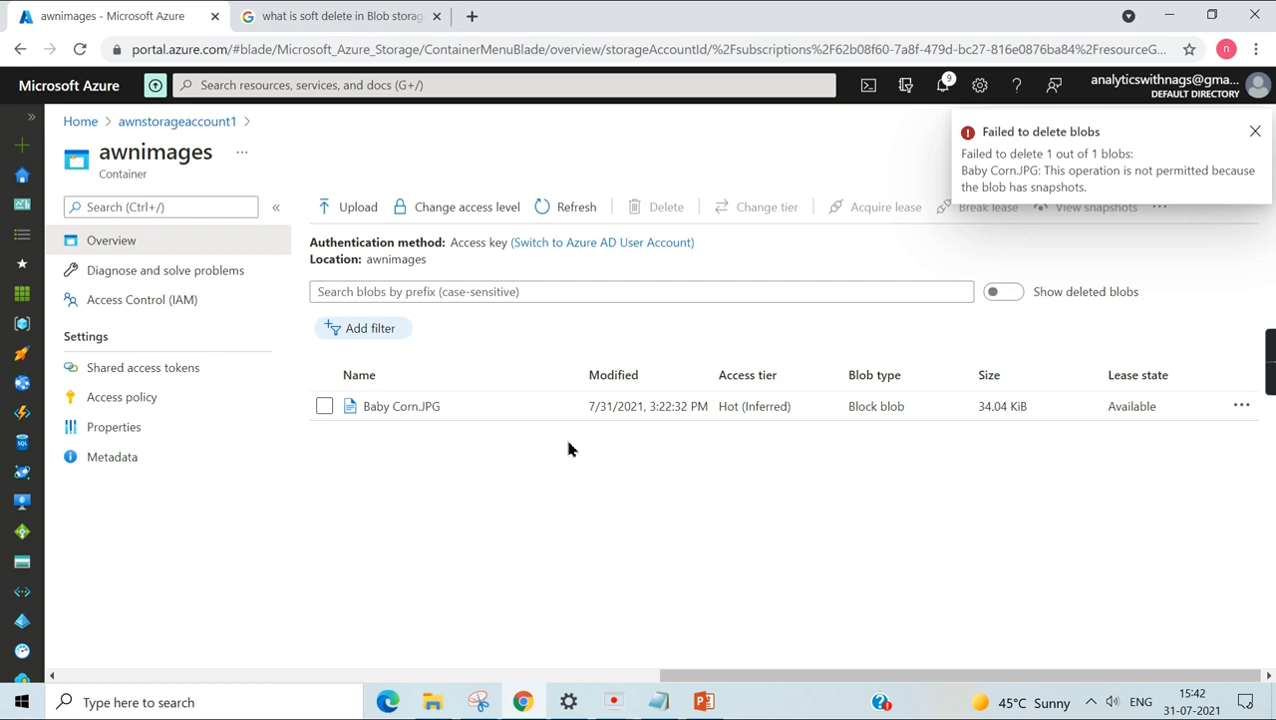 awnimages - Microsoft Azure
what is soft delete in Blob storag
portal.azure.com/#blade/Microsoft_Azure_Storage/ContainerMenuBlade/overview/storageAccountId/%2Fsubscriptions%2F62b08f60-7a8f-479d-bc27-816e0876ba84%2FresourceG...
n
Microsoft Azure
Search resources, services, and docs (G+/)
9
analyticswithnags@gma...
DEFAULT DIRECTORY
Home > awnstorageaccount1 >
awnimages ...
Container
Failed to delete blobs
Failed to delete 1 out of 1 blobs:
Baby Corn.JPG: This operation is not permitted because
the blob has snapshots.
Search (Ctrl+/)
Upload Change access level Refresh Delete Change tier Acquire lease Break lease View snapshots ...
Overview
Diagnose and solve problems
Access Control (IAM)
Settings
Shared access tokens
Access policy
Properties
Metadata
Authentication method: Access key (Switch to Azure AD User Account)
Location: awnimages
Search blobs by prefix (case-sensitive)
Show deleted blobs
Add filter
Name Modified Access tier Blob type Size Lease state
Baby Corn.JPG 7/31/2021, 3:22:32 PM Hot (Inferred) Block blob 34.04 KiB Available ...
Type here to search
45°C Sunny
ENG
15:42
31-07-2021